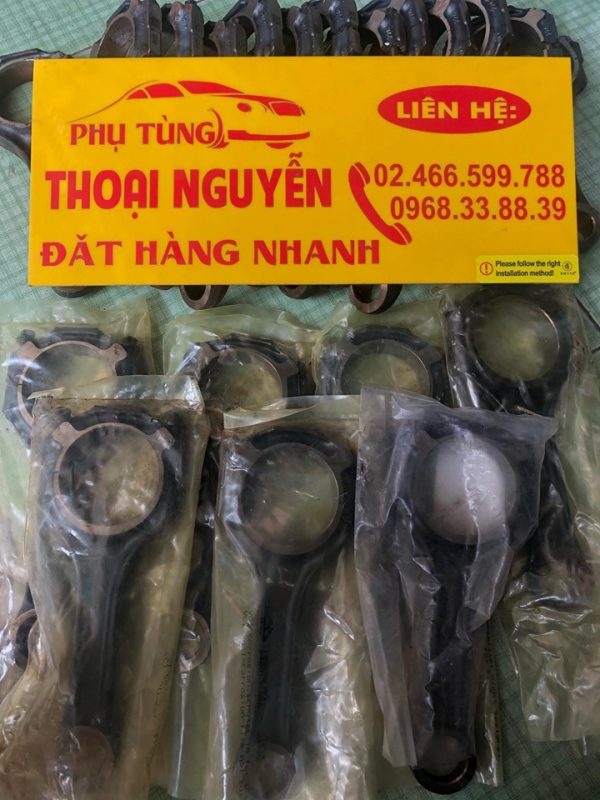 PHỤ TÙNG
THOẠI NGUYỄN
ĐẮT HÀNG NHANH
LIÊN HỆ:
02.466.599.788
0968.33.88.39
Please follow the right
installation method!